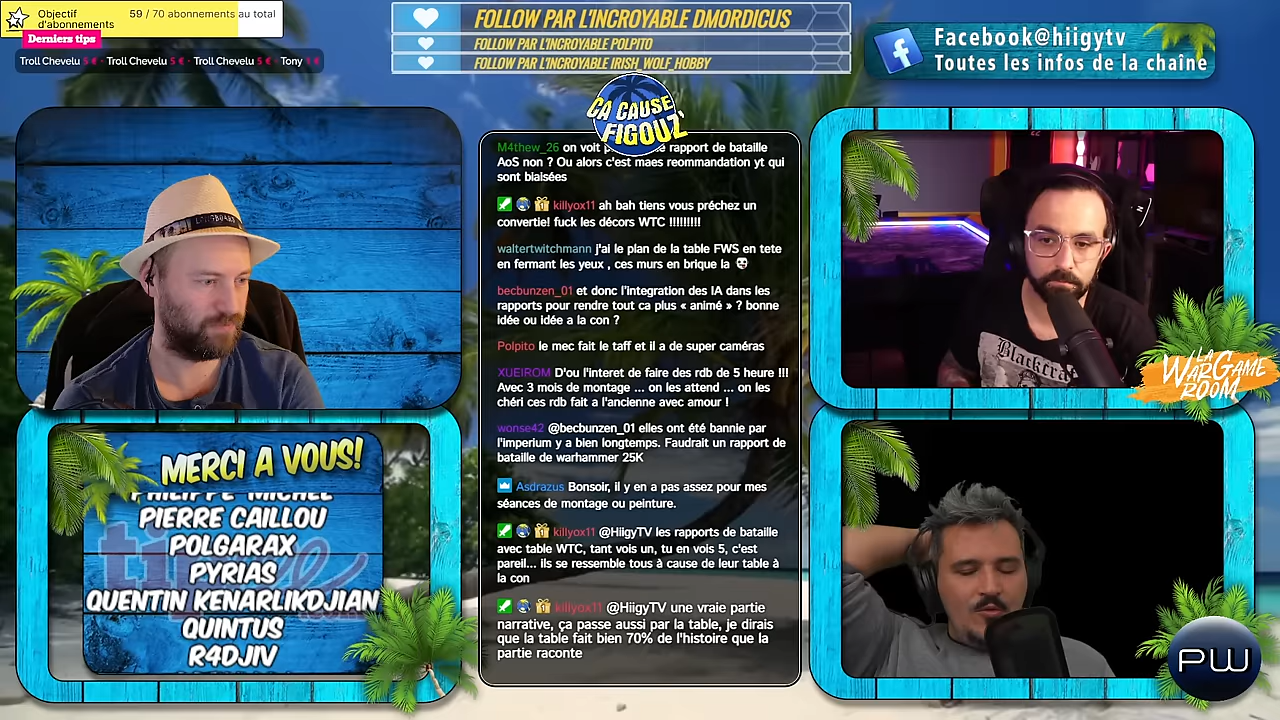 Objectif
d'abonnements
59 / 70 abonnements au total
Derniers tips
Troll Chevelu 5 € · Troll Chevelu 5 € · Troll Chevelu 5 € · Tony
FOLLOW PAR L'INCROYABLE DMORDICUS
FOLLOW PAR L'INCROYABLE POLPITO
FOLLOW PAR L'INCROYABLE IRISH_WOLF_HOBBY
Facebook@hiigytv
Toutes les infos de la chaîne
ÇA CAUSE
FIGOUZ'
M4thew_26 on voit rapport de bataille
AoS non ? Ou alors c'est maes reommandation yt qui
sont biaisées
killyox11 ah bah tiens vous préchez un
convertie! fuck les décors WTC !!!!!!!!!
waltertwitchmann j'ai le plan de la table FWS en tete
en fermant les yeux , ces murs en brique la
becbunzen_01 et donc l'integration des IA dans les
rapports pour rendre tout ca plus « animé » ? bonne
idée ou idée a la con ?
Polpito le mec fait le taff et il a de super caméras
XUEIROM D'ou l'interet de faire des rdb de 5 heure !!!
Avec 3 mois de montage ... on les attend ... on les
chéri ces rdb fait a l'ancienne avec amour !
wonse42 @becbunzen_01 elles ont été bannie par
l'imperium y a bien longtemps. Faudrait un rapport de
bataille de warhammer 25K
Asdrazus Bonsoir, il y en a pas assez pour mes
séances de montage ou peinture.
killyox11 @HiigyTV les rapports de bataille
avec table WTC, tant vois un, tu en vois 5, c'est
pareil... ils se ressemble tous à cause de leur table à
la con
killyox11 @HiigyTV une vraie partie
narrative, ça passe aussi par la table, je dirais
que la table fait bien 70% de l'histoire que la
partie raconte
LONGBOARD
Blackcra
LA
WARGAME
ROOM
MERCI A VOUS!
PHILIPPE MICHEL
PIERRE CAILLOU
POLGARAX
PYRIAS
QUENTIN KENARLIKDJIAN
QUINTUS
R4DJIV
PW